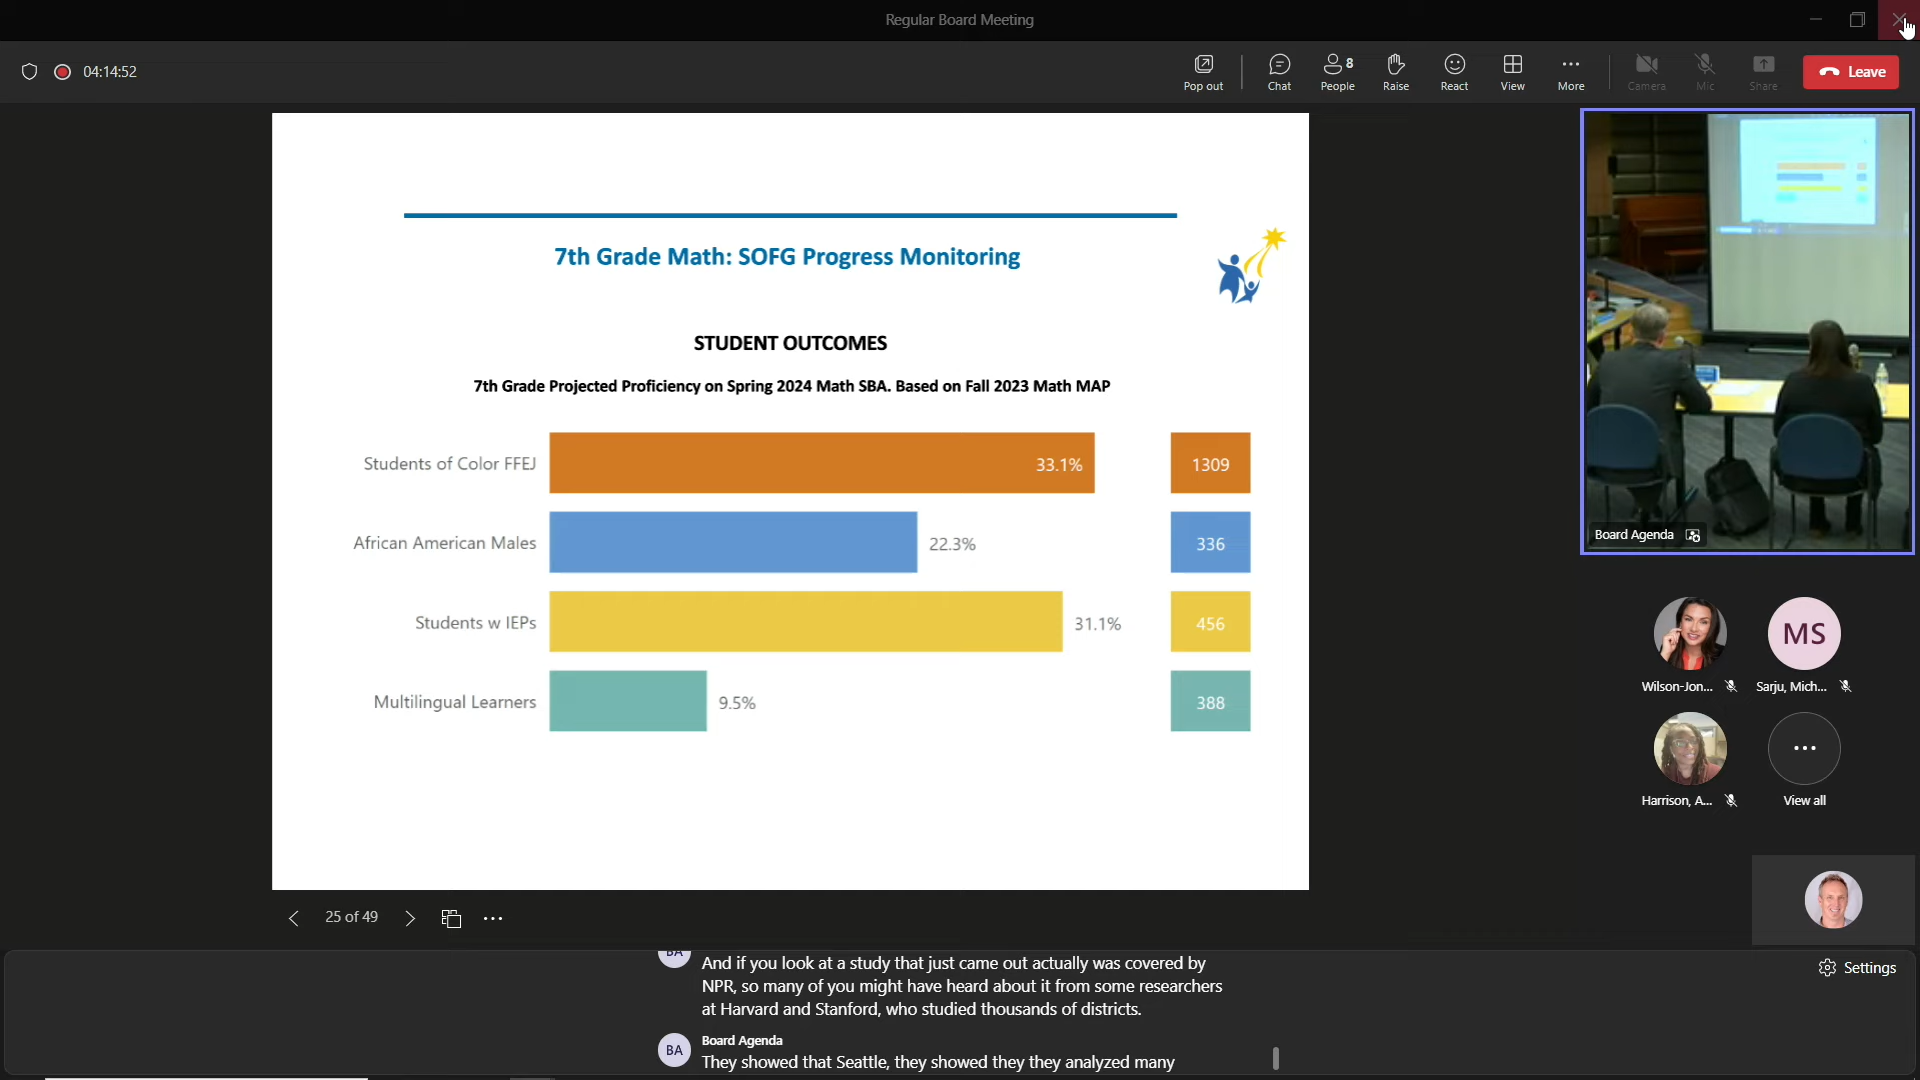 Regular Board Meeting
04:14:52
Pop out
Chat
8
People
Raise
React
View
More
Camera
Mic
Share
Leave
7th Grade Math: SOFG Progress Monitoring
STUDENT OUTCOMES
7th Grade Projected Proficiency on Spring 2024 Math SBA. Based on Fall 2023 Math MAP
Students of Color FFEJ 33.1% 1309
African American Males 22.3% 336
Students w IEPs 31.1% 456
Multilingual Learners 9.5% 388
Board Agenda
Wilson-Jon...
MS
Sarju, Mich...
Harrison, A...
View all
25 of 49
BA
And if you look at a study that just came out actually was covered by
NPR, so many of you might have heard about it from some researchers
at Harvard and Stanford, who studied thousands of districts.
Settings
BA
Board Agenda
They showed that Seattle, they showed they they analyzed many